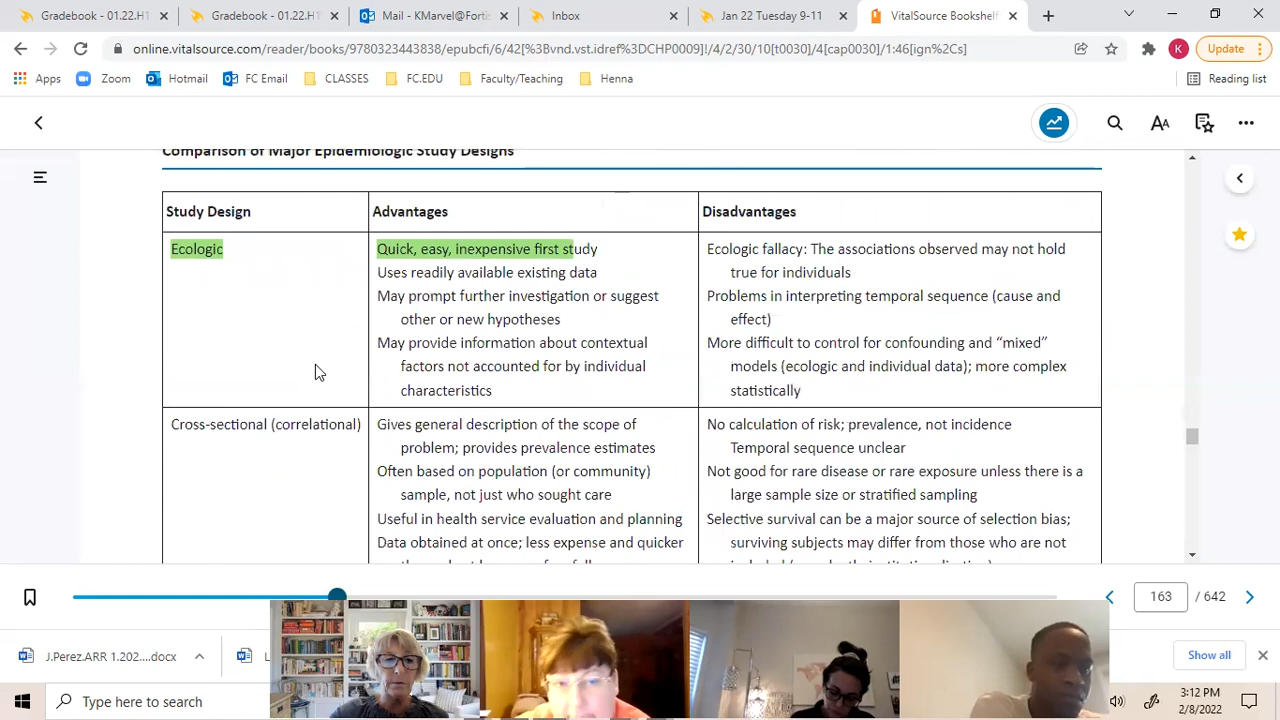 Gradebook - 01.22.H1
Gradebook - 01.22.H1
Mail - KMarvel@Forti
Inbox
Jan 22 Tuesday 3-11
VitalSource Bookshelf
online.vitalsource.com/reader/books/9780323443838/epubcfi/6/42[%3Bvnd.vst.idref%3DCHP0009]!/4/2/30/10[t0030]/4[cap0030]/1:46[ign%2Cs]
K
Update
Apps
Zoom
Hotmail
FC Email
CLASSES
FC.EDU
Faculty/Teaching
Henna
Reading list
Comparison of Major Epidemiologic Study Designs
Study Design
Advantages
Disadvantages
Ecologic
Quick, easy, inexpensive first study
Uses readily available existing data
May prompt further investigation or suggest
other or new hypotheses
May provide information about contextual
factors not accounted for by individual
characteristics
Ecologic fallacy: The associations observed may not hold
true for individuals
Problems in interpreting temporal sequence (cause and
effect)
More difficult to control for confounding and “mixed”
models (ecologic and individual data); more complex
statistically
Cross-sectional (correlational)
Gives general description of the scope of
problem; provides prevalence estimates
Often based on population (or community)
sample, not just who sought care
Useful in health service evaluation and planning
Data obtained at once; less expense and quicker
No calculation of risk; prevalence, not incidence
Temporal sequence unclear
Not good for rare disease or rare exposure unless there is a
large sample size or stratified sampling
Selective survival can be a major source of selection bias;
surviving subjects may differ from those who are not
163 / 642
J.Perez.ARR 1.202....docx
L
Show all
Type here to search
3:12 PM
2/8/2022